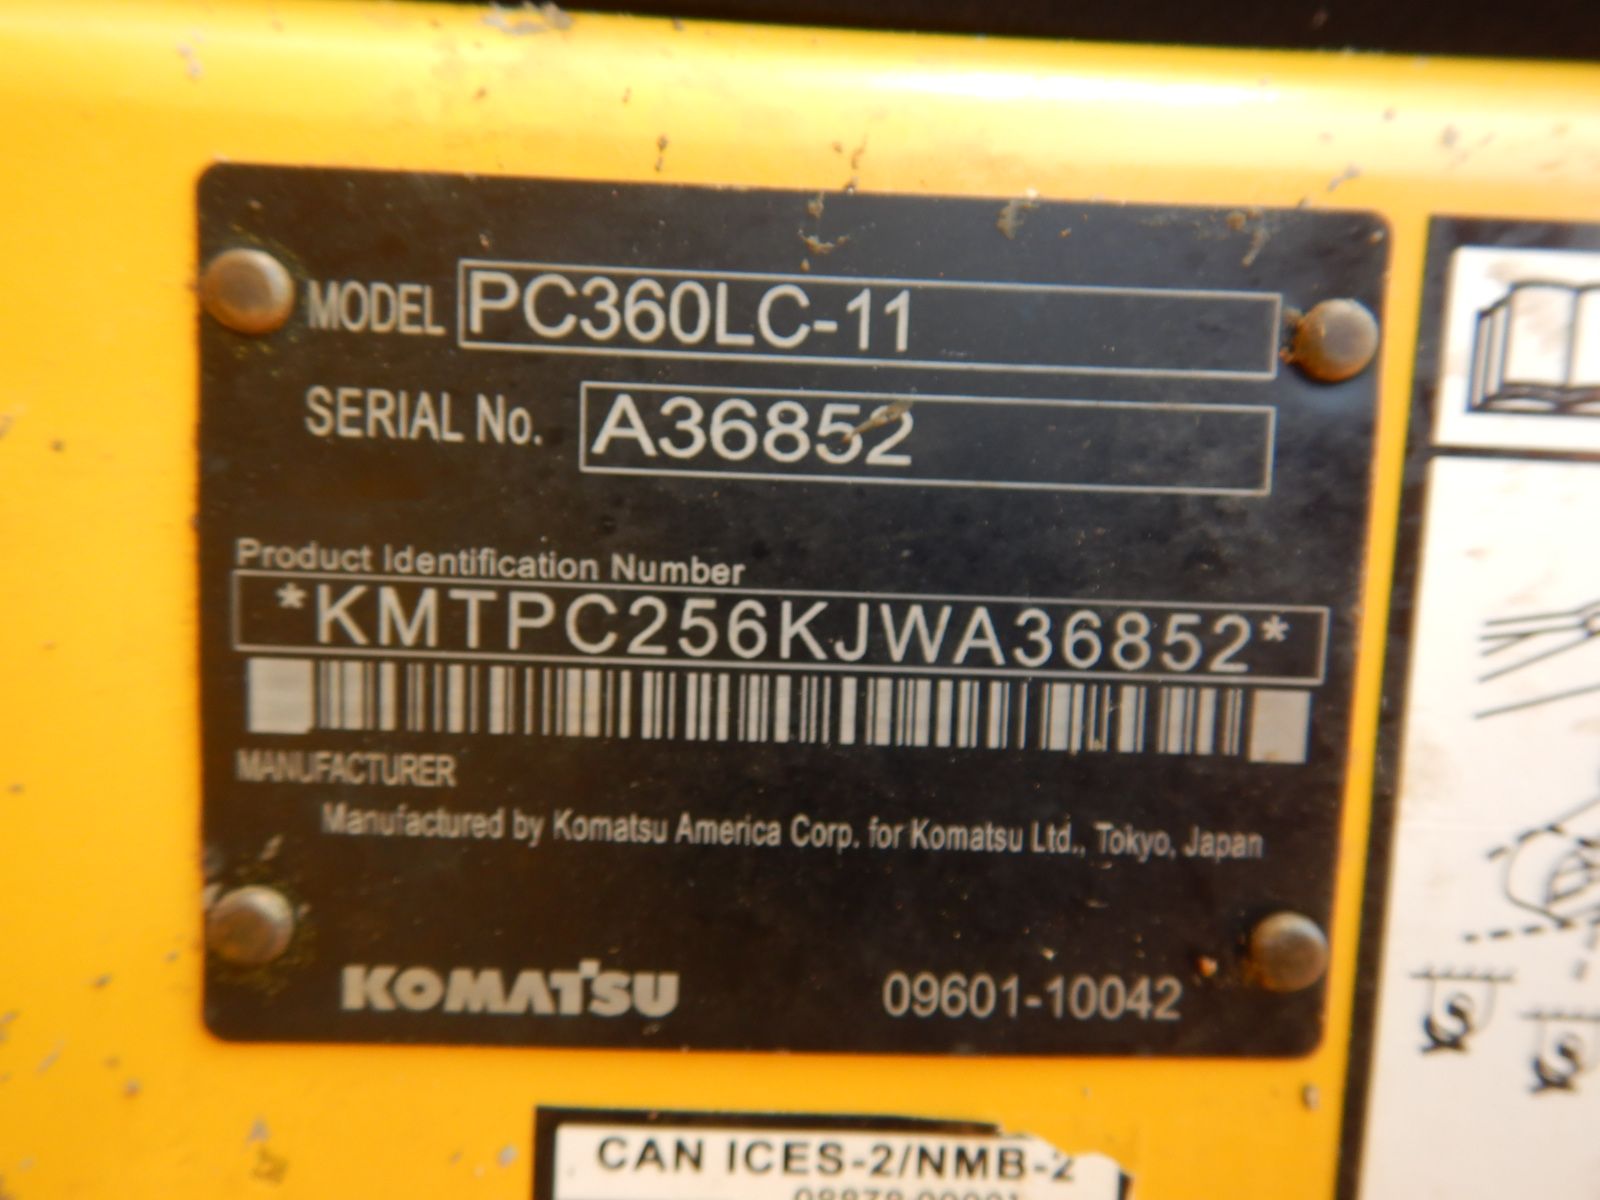 MODEL PC360LC-11
SERIAL No. A36852
Product Identification Number
*KMTPC256KJWA36852*
MANUFACTURER
Manufactured by Komatsu America Corp. for Komatsu Ltd., Tokyo, Japan
KOMATSU 09601-10042
CAN ICES-2/NMB-2